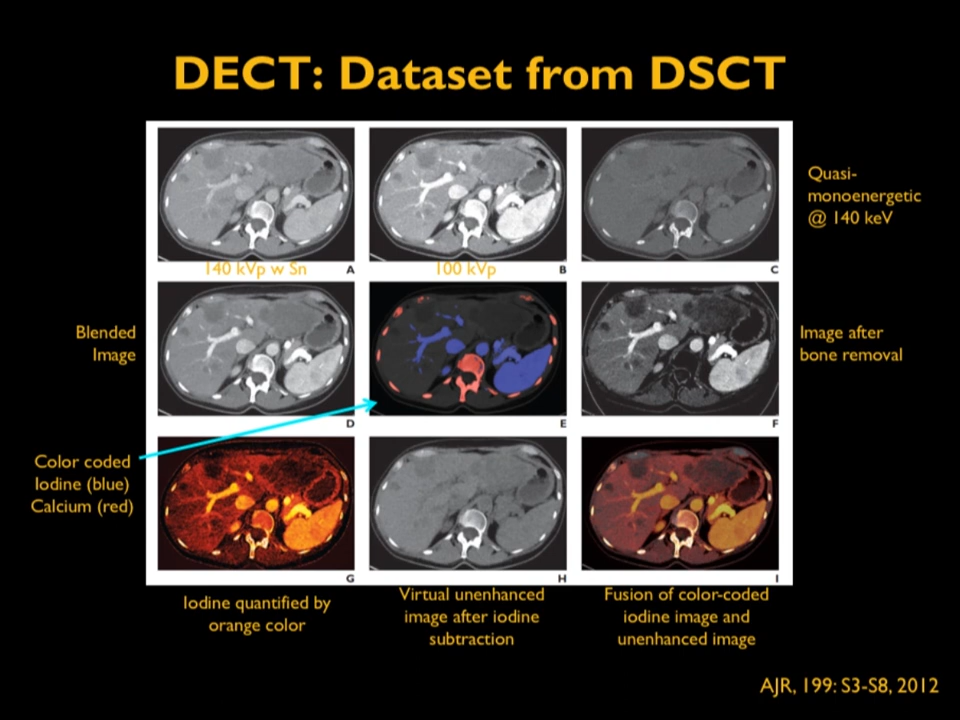 DECT: Dataset from DSCT
Quasi-
monoenergetic
@ 140 keV
140 kVp w Sn
A
100 kVp
B
C
Blended
Image
Image after
bone removal
D
E
F
Color coded
Iodine (blue)
Calcium (red)
G
H
I
Iodine quantified by
orange color
Virtual unenhanced
image after iodine
subtraction
Fusion of color-coded
iodine image and
unenhanced image
AJR, 199: S3-S8, 2012